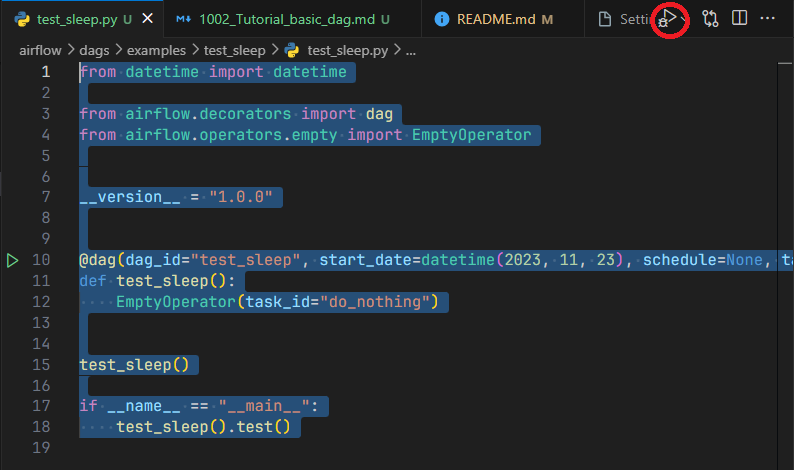 test_sleep.py U
1002_Tutorial_basic_dag.md U
README.md M
airflow > dags > examples > test_sleep > test_sleep.py > ...
1 from datetime import datetime
2
3 from airflow.decorators import dag
4 from airflow.operators.empty import EmptyOperator
5
6
7 __version__ = "1.0.0"
8
9
10 @dag(dag_id="test_sleep", start_date=datetime(2023, 11, 23), schedule=None, ta
11 def test_sleep():
12 EmptyOperator(task_id="do_nothing")
13
14
15 test_sleep()
16
17 if __name__ == "__main__":
18 test_sleep().test()
19